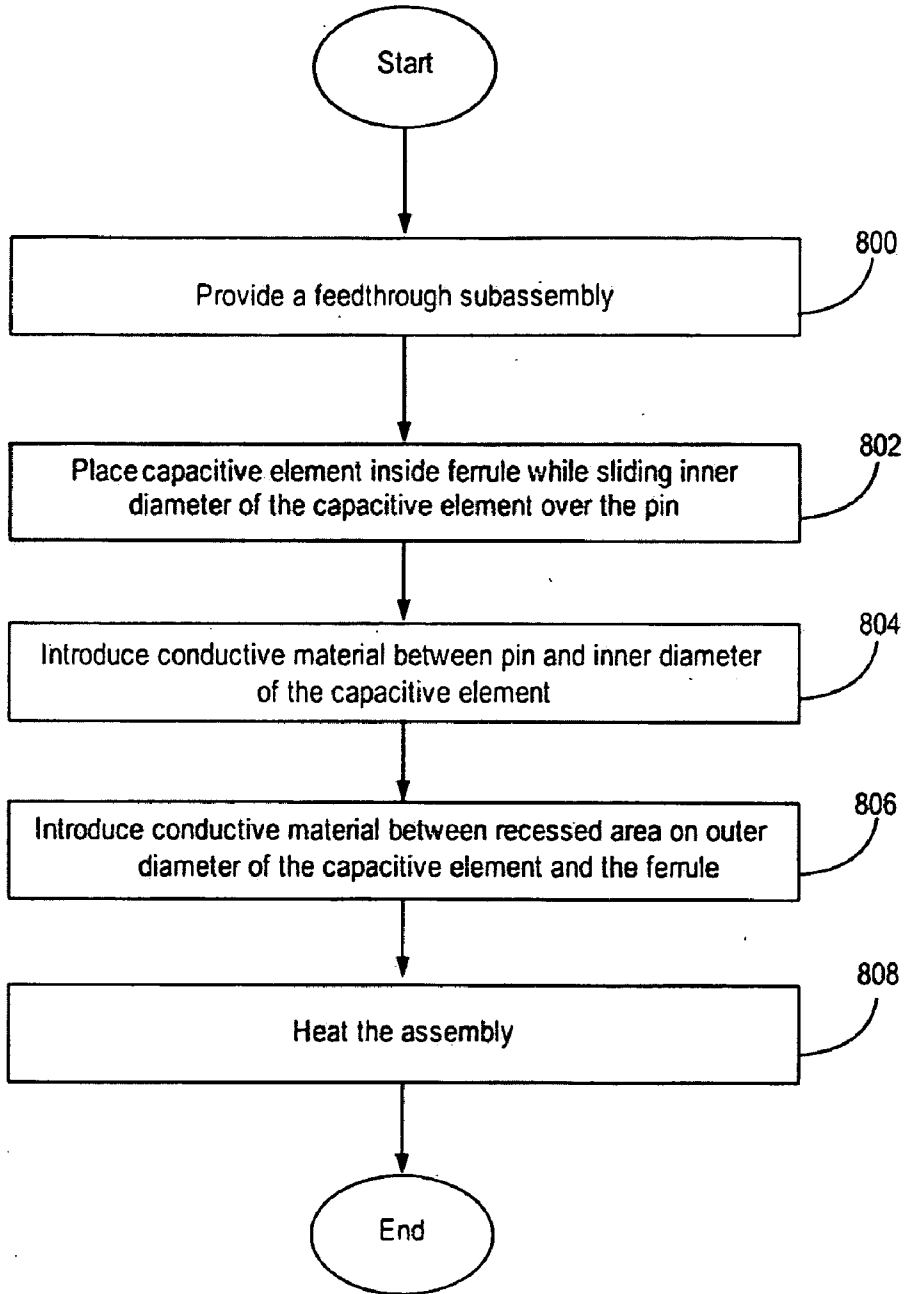 Start
800
Provide a feedthrough subassembly
802
Place capacitive element inside ferrule while sliding inner
diameter of the capacitive element over the pin
804
Introduce conductive material between pin and inner diameter
of the capacitive element
806
Introduce conductive material between recessed area on outer
diameter of the capacitive element and the ferrule
808
Heat the assembly
End